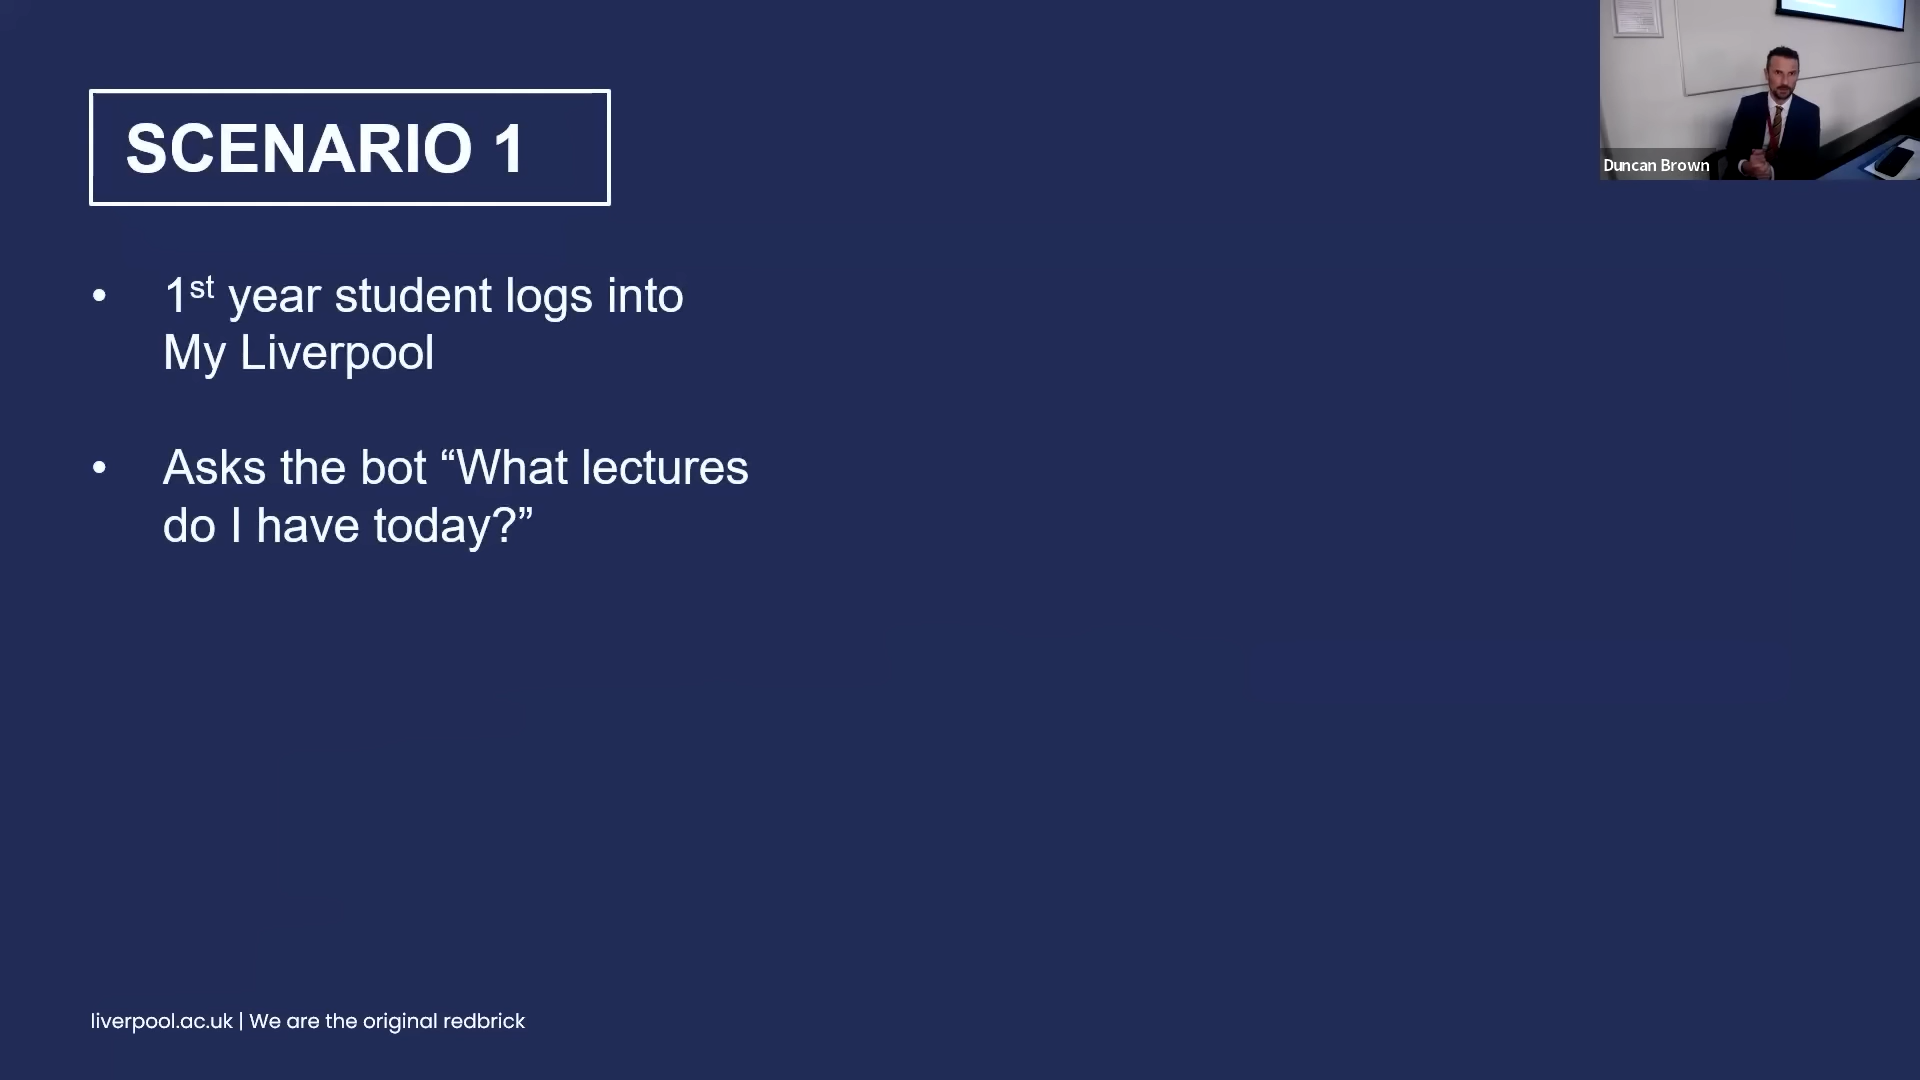 SCENARIO 1
• 1st year student logs into
My Liverpool
• Asks the bot “What lectures
do I have today?”
liverpool.ac.uk | We are the original redbrick
Duncan Brown